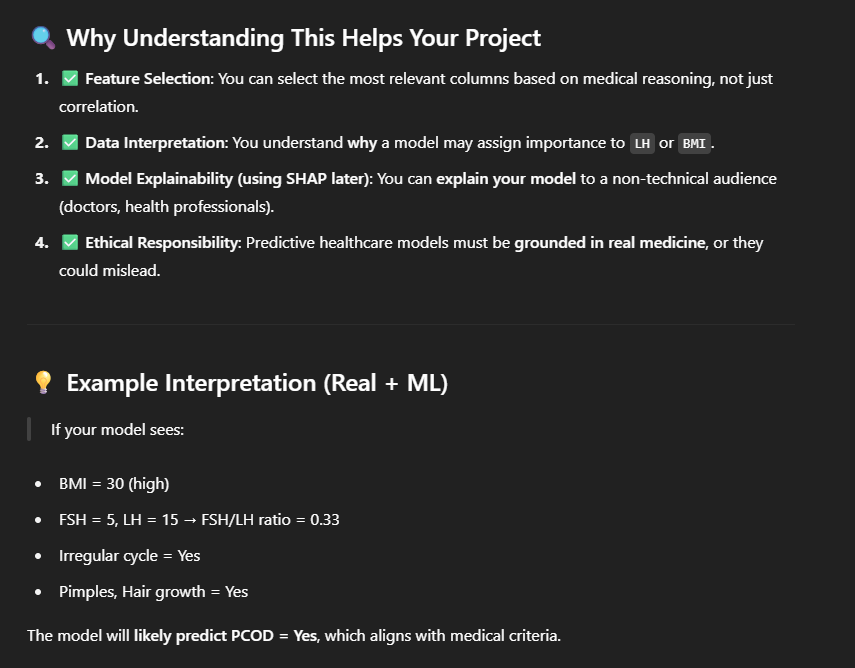 🔍 Why Understanding This Helps Your Project
1. ✅ Feature Selection: You can select the most relevant columns based on medical reasoning, not just
correlation.
2. ✅ Data Interpretation: You understand why a model may assign importance to LH or BMI.
3. ✅ Model Explainability (using SHAP later): You can explain your model to a non-technical audience
(doctors, health professionals).
4. ✅ Ethical Responsibility: Predictive healthcare models must be grounded in real medicine, or they
could mislead.
💡 Example Interpretation (Real + ML)
If your model sees:
• BMI = 30 (high)
• FSH = 5, LH = 15 → FSH/LH ratio = 0.33
• Irregular cycle = Yes
• Pimples, Hair growth = Yes
The model will likely predict PCOD = Yes, which aligns with medical criteria.